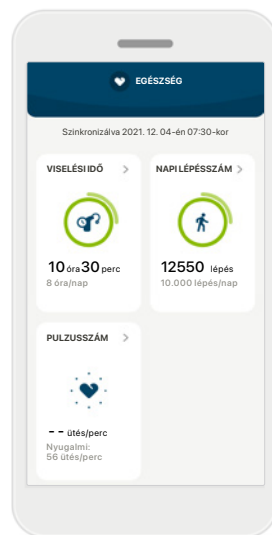 EGÉSZSÉG
Szinkronizálva 2021. 12. 04-én 07:30-kor
VISELÉSI IDŐ >
NAPI LÉPÉSSZÁM >
10 óra 30 perc
8 óra/nap
12550 lépés
10.000 lépés/nap
PULZUSSZÁM >
-- ütés/perc
Nyugalmi:
56 ütés/perc